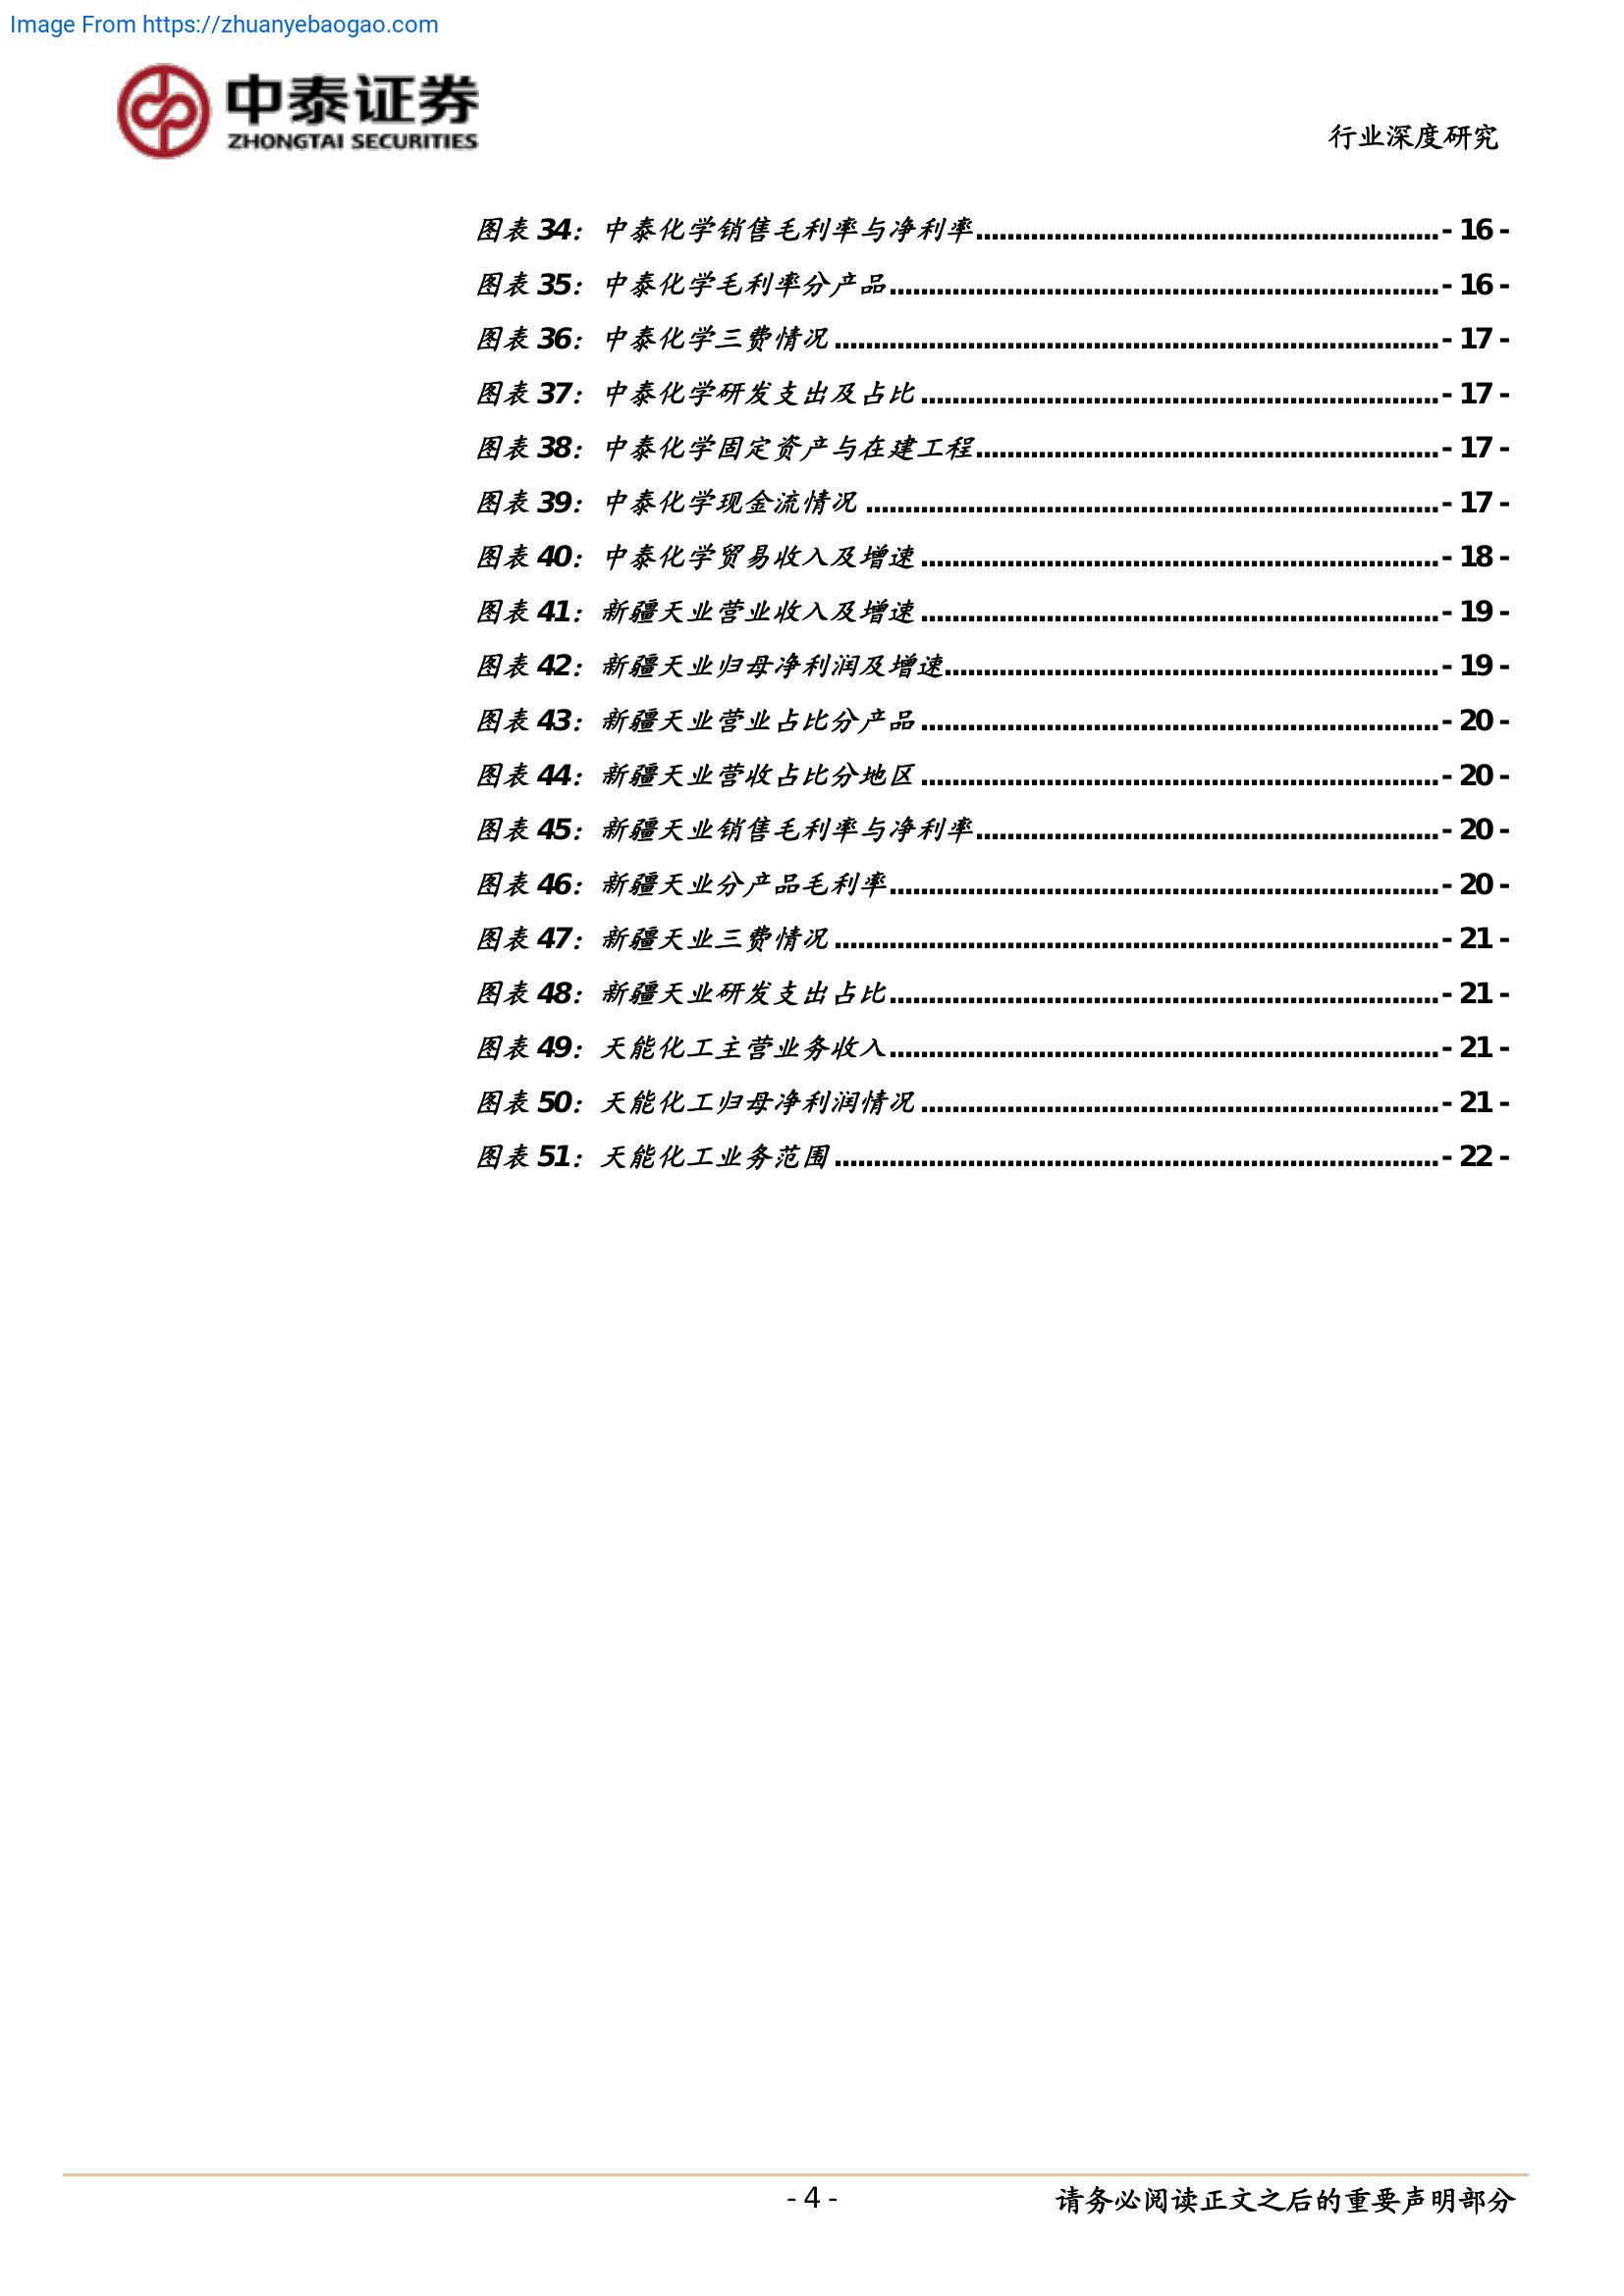 Image From https://zhuanyebaogao.com
中泰证券
ZHONGTAI SECURITIES
行业深度研究
图表 34：中泰化学销售毛利率与净利率 - 16 -
图表 35：中泰化学毛利率分产品 - 16 -
图表 36：中泰化学三费情况 - 17 -
图表 37：中泰化学研发支出及占比 - 17 -
图表 38：中泰化学固定资产与在建工程 - 17 -
图表 39：中泰化学现金流情况 - 17 -
图表 40：中泰化学贸易收入及增速 - 18 -
图表 41：新疆天业营业收入及增速 - 19 -
图表 42：新疆天业归母净利润及增速 - 19 -
图表 43：新疆天业营业占比分产品 - 20 -
图表 44：新疆天业营收占比分地区 - 20 -
图表 45：新疆天业销售毛利率与净利率 - 20 -
图表 46：新疆天业分产品毛利率 - 20 -
图表 47：新疆天业三费情况 - 21 -
图表 48：新疆天业研发支出占比 - 21 -
图表 49：天能化工主营业务收入 - 21 -
图表 50：天能化工归母净利润情况 - 21 -
图表 51：天能化工业务范围 - 22 -
- 4 -
请务必阅读正文之后的重要声明部分